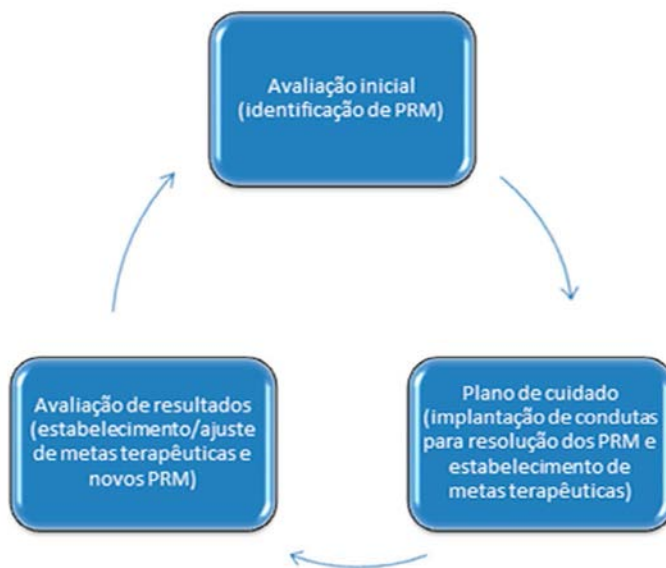 Avaliação inicial
(identificação de PRM)
Plano de cuidado
(implantação de condutas
para resolução dos PRM e
estabelecimento de
metas terapêuticas)
Avaliação de resultados
(estabelecimento/ajuste
de metas terapêuticas e
novos PRM)